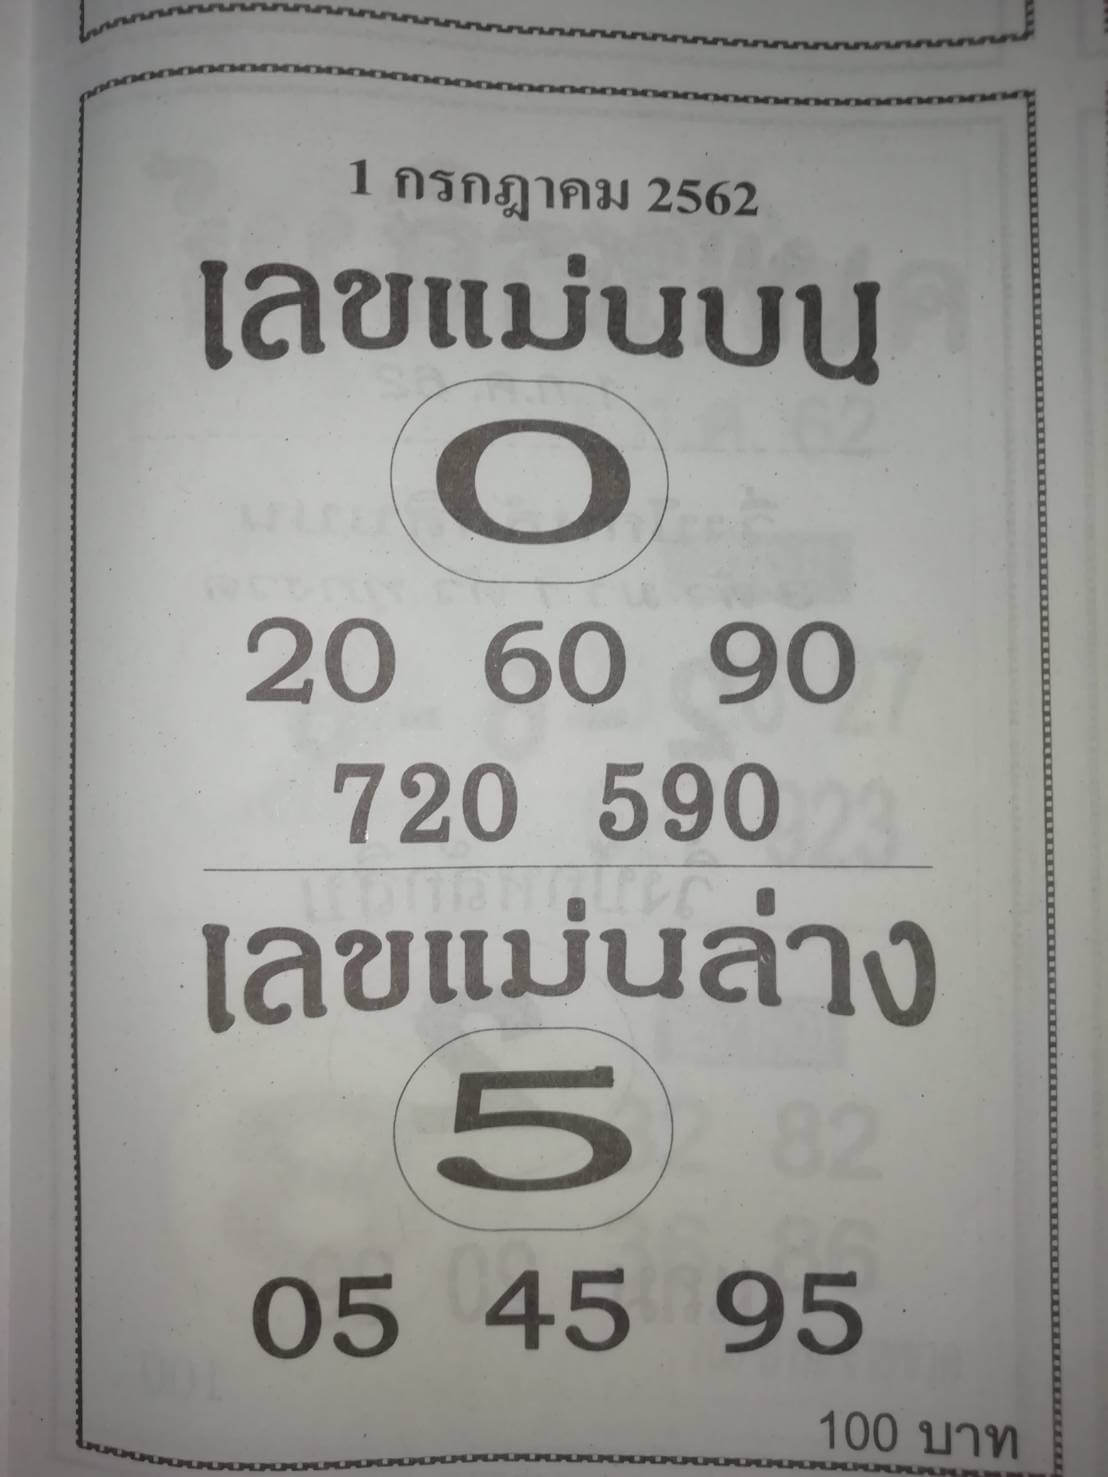 1 กรกฎาคม 2562
เลขแม่นบน
0
20 60 90
720 590
เลขแม่นล่าง
5
05 45 95
100 บาท